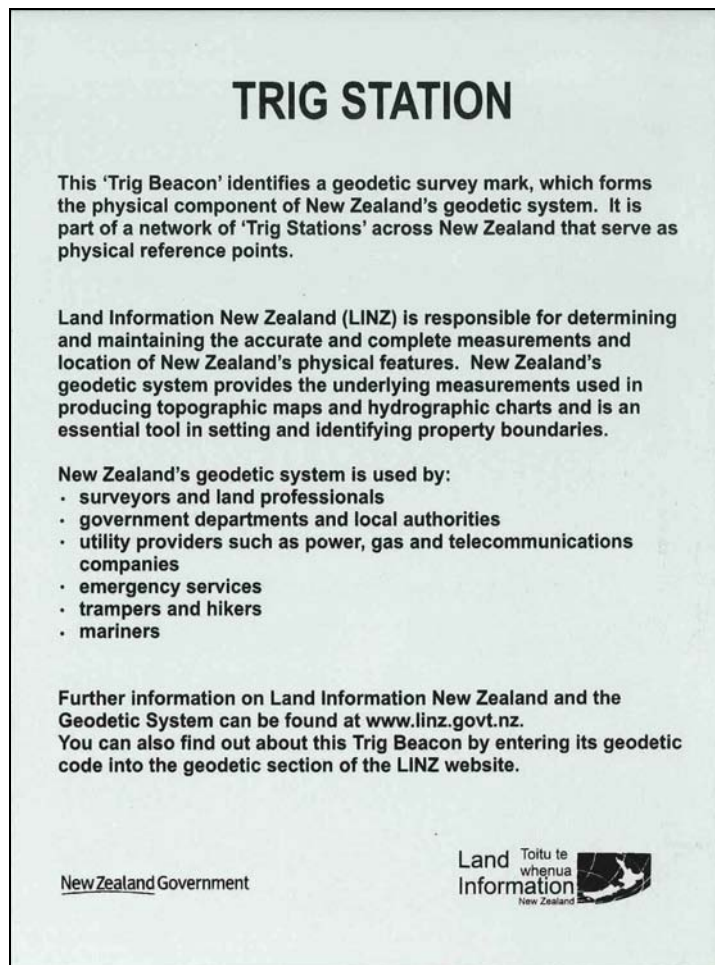 TRIG STATION
This ‘Trig Beacon’ identifies a geodetic survey mark, which forms
the physical component of New Zealand’s geodetic system.  It is
part of a network of ‘Trig Stations’ across New Zealand that serve as
physical reference points.
Land Information New Zealand (LINZ) is responsible for determining
and maintaining the accurate and complete measurements and
location of New Zealand’s physical features.  New Zealand’s
geodetic system provides the underlying measurements used in
producing topographic maps and hydrographic charts and is an
essential tool in setting and identifying property boundaries.
New Zealand’s geodetic system is used by:
· surveyors and land professionals
· government departments and local authorities
· utility providers such as power, gas and telecommunications
companies
· emergency services
· trampers and hikers
· mariners
Further information on Land Information New Zealand and the
Geodetic System can be found at www.linz.govt.nz.
You can also find out about this Trig Beacon by entering its geodetic
code into the geodetic section of the LINZ website.
New Zealand Government
Land
Information
New Zealand
Toitu te
whenua